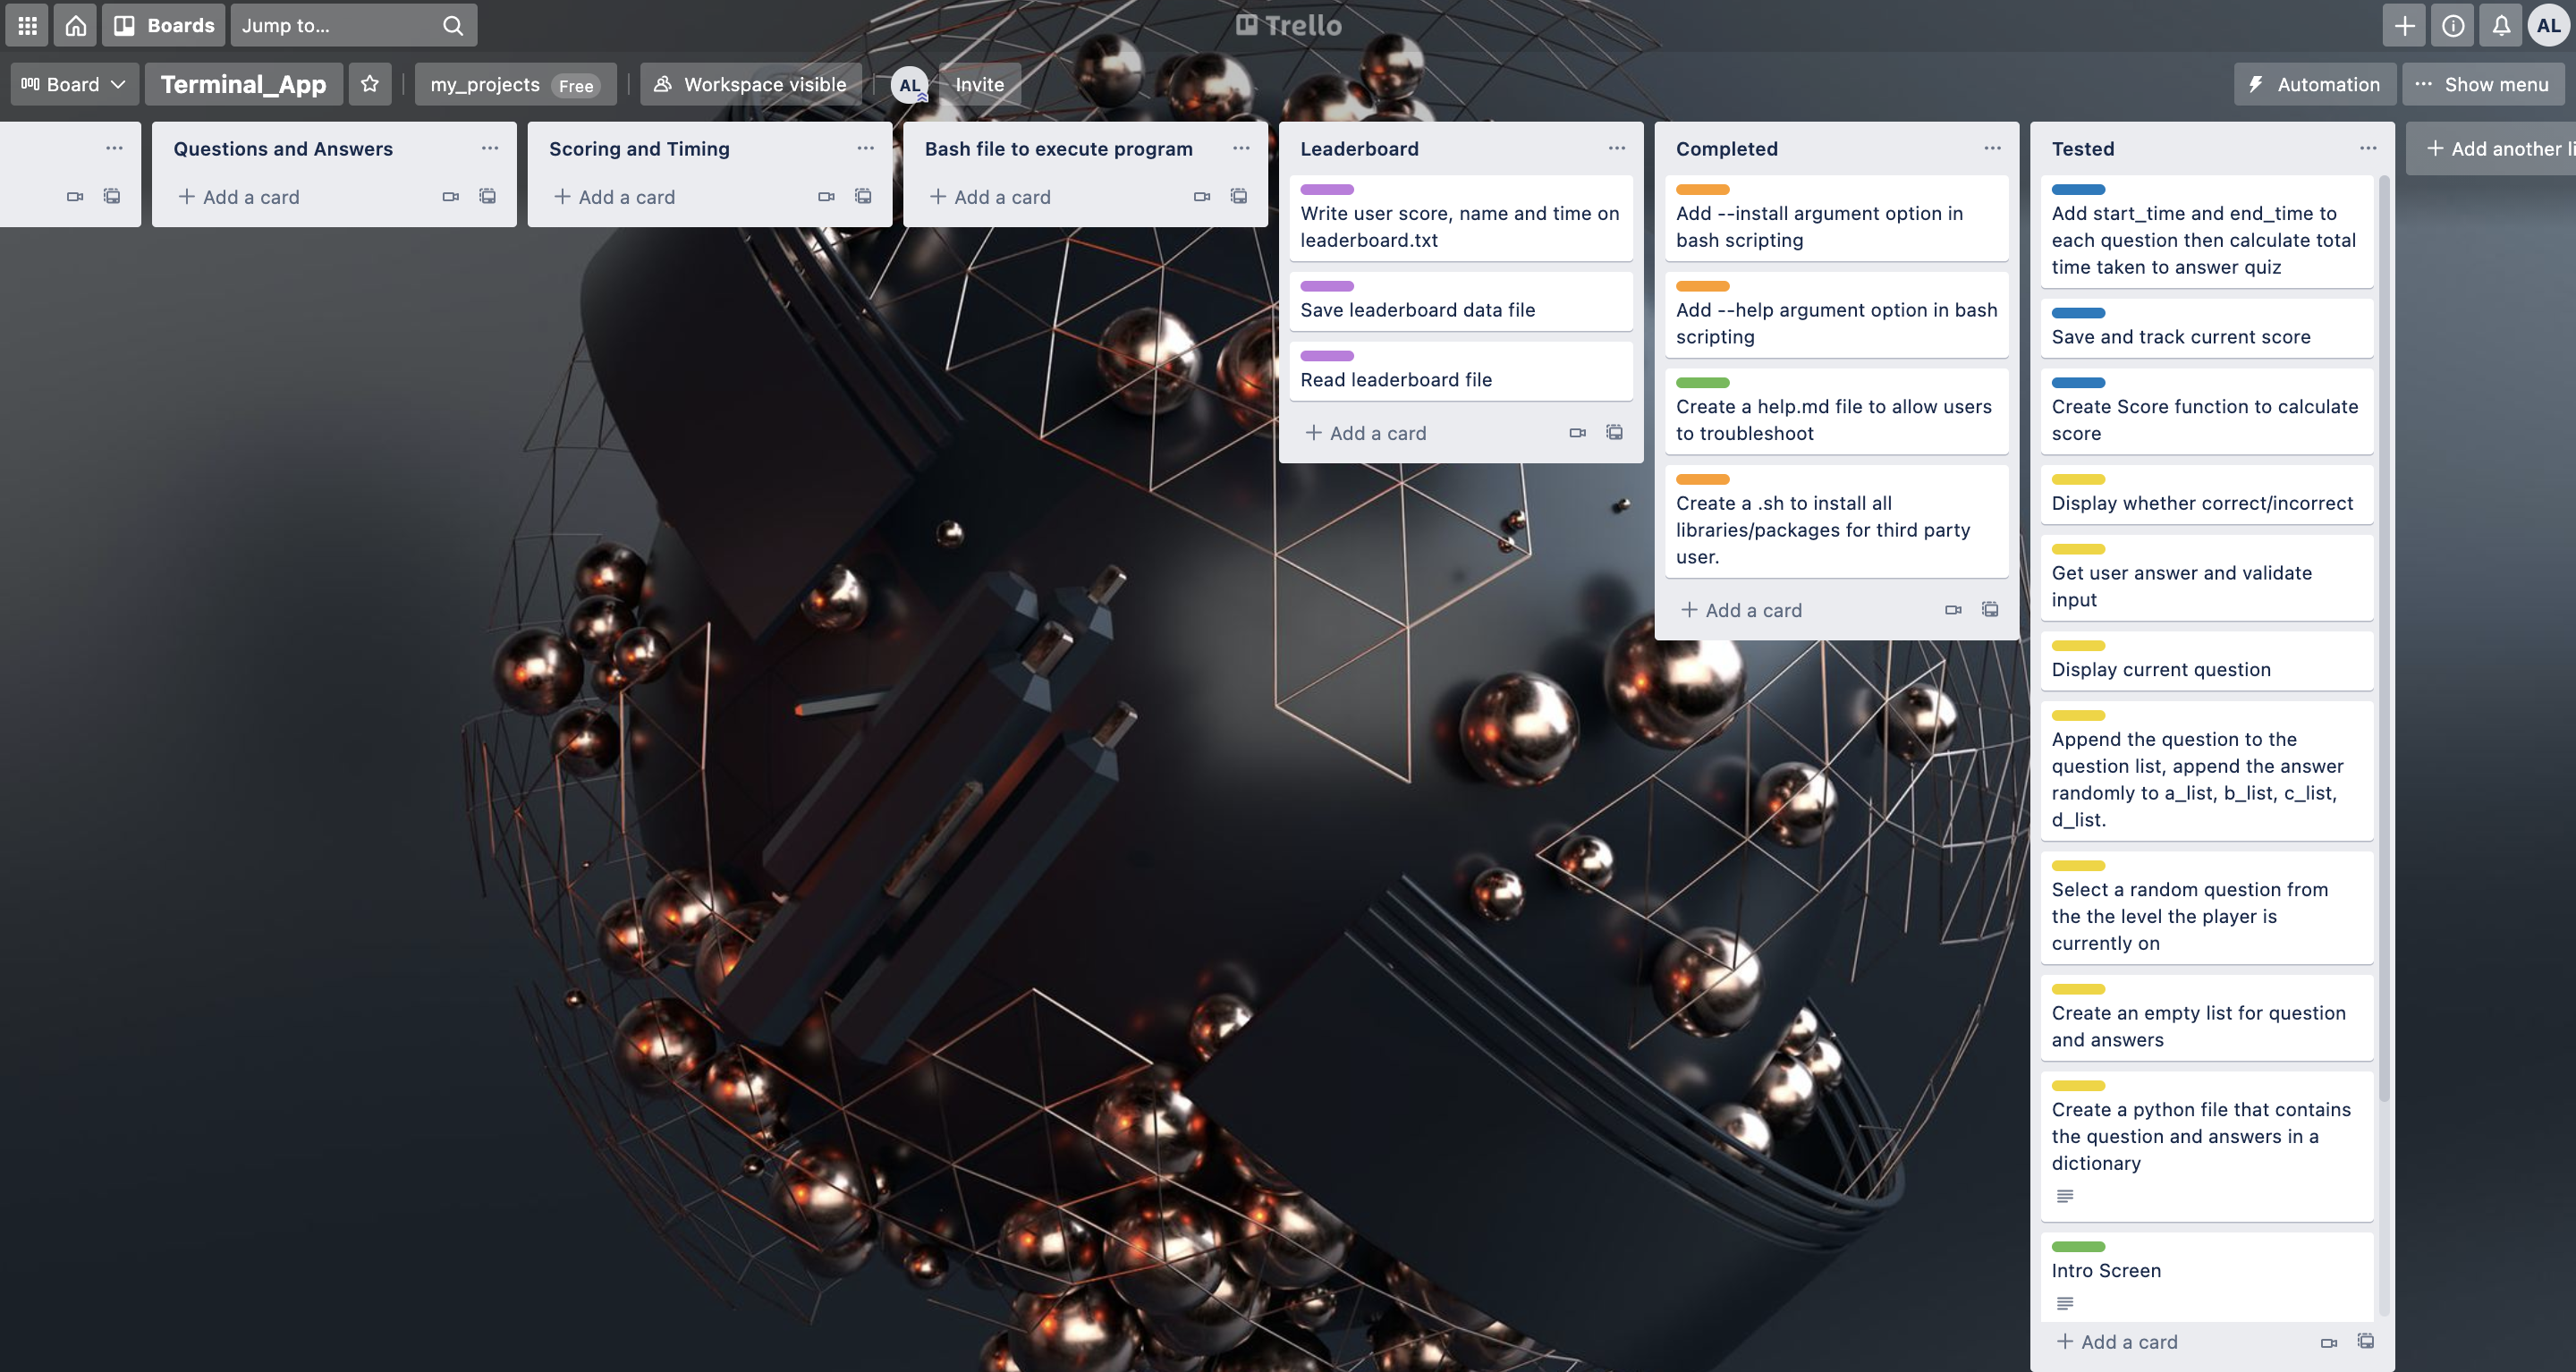 Boards
Jump to...
Trello
AL
Board
Terminal_App
my_projects Free
Workspace visible
AL
Invite
Automation
Show menu
Questions and Answers
Add a card
Scoring and Timing
Add a card
Bash file to execute program
Add a card
Leaderboard
Write user score, name and time on
leaderboard.txt
Save leaderboard data file
Read leaderboard file
Add a card
Completed
Add --install argument option in
bash scripting
Add --help argument option in bash
scripting
Create a help.md file to allow users
to troubleshoot
Create a .sh to install all
libraries/packages for third party
user.
Add a card
Tested
Add start_time and end_time to
each question then calculate total
time taken to answer quiz
Save and track current score
Create Score function to calculate
score
Display whether correct/incorrect
Get user answer and validate
input
Display current question
Append the question to the
question list, append the answer
randomly to a_list, b_list, c_list,
d_list.
Select a random question from
the the level the player is
currently on
Create an empty list for question
and answers
Create a python file that contains
the question and answers in a
dictionary
Intro Screen
Add a card
Add another li